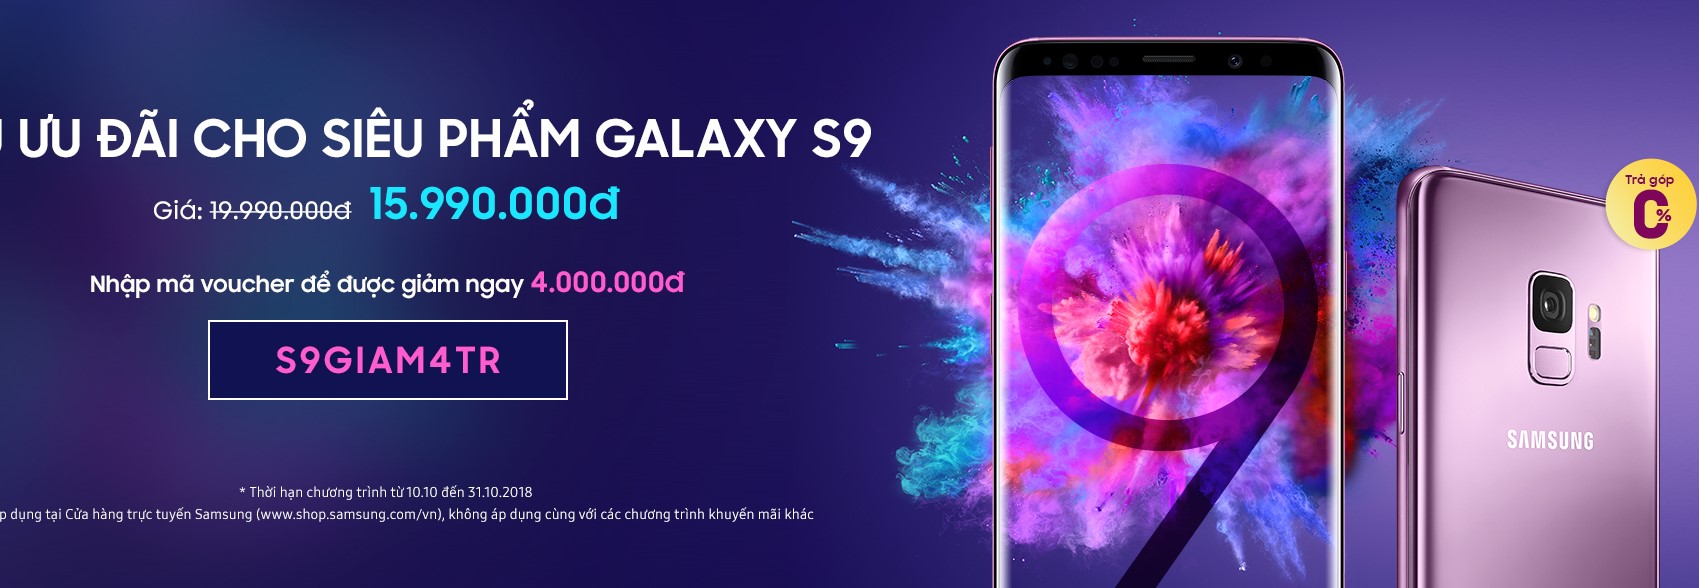 ƯU ĐÃI CHO SIÊU PHẨM GALAXY S9
Giá: 19.990.000đ 15.990.000đ
Nhập mã voucher để được giảm ngay 4.000.000đ
S9GIAM4TR
* Thời hạn chương trình từ 10.10 đến 31.10.2018
dụng tại Cửa hàng trực tuyến Samsung (www.shop.samsung.com/vn), không áp dụng cùng với các chương trình khuyến mãi khác
Trả góp
0%
SAMSUNG